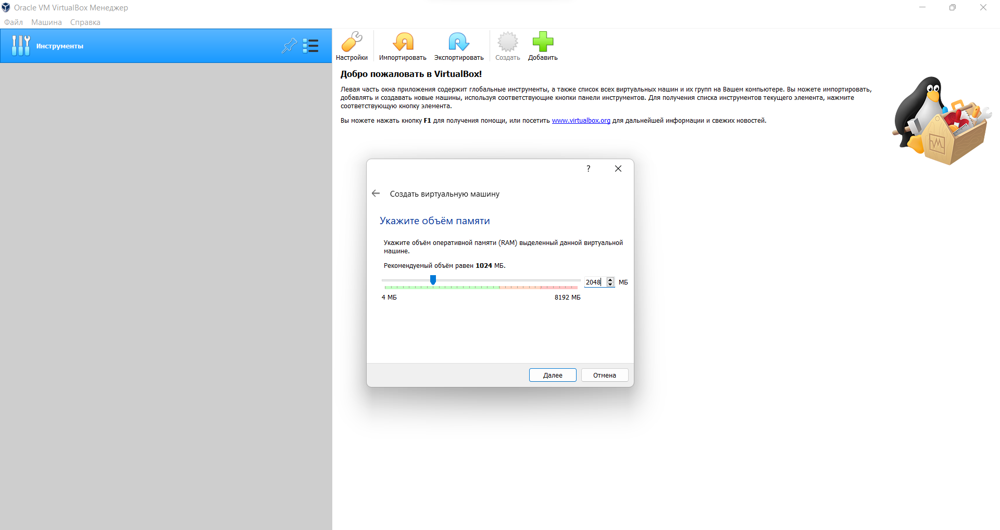 Oracle VM VirtualBox Менеджер
Файл Машина Справка
Инструменты
Настройки Импортировать Экспортировать Создать Добавить
Добро пожаловать в VirtualBox!
Левая часть окна приложения содержит глобальные инструменты, а также список всех виртуальных машин и их групп на Вашем компьютере. Вы можете импортировать,
добавлять и создавать новые машины, используя соответствующие кнопки панели инструментов. Для получения списка инструментов текущего элемента, нажмите
соответствующую кнопку элемента.
Вы можете нажать кнопку F1 для получения помощи, или посетить www.virtualbox.org для дальнейшей информации и свежих новостей.
?
Создать виртуальную машину
Укажите объём памяти
Укажите объём оперативной памяти (RAM) выделенный данной виртуальной
машине.
Рекомендуемый объём равен 1024 МБ.
2048 МБ
4 МБ 8192 МБ
Далее Отмена